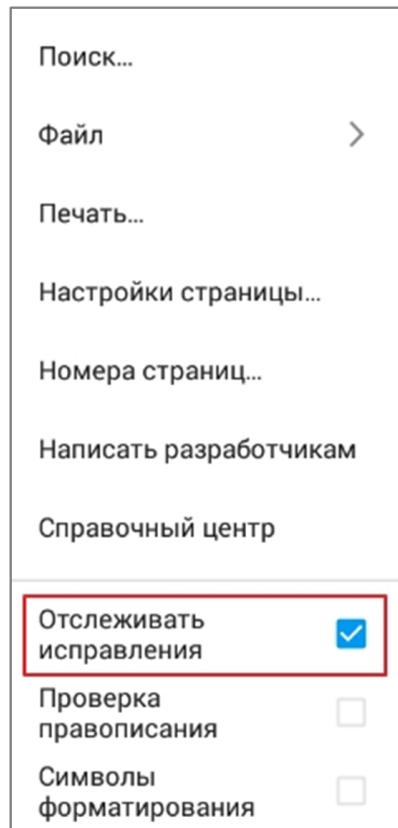 Поиск...
Файл
Печать...
Настройки страницы...
Номера страниц...
Написать разработчикам
Справочный центр
Отслеживать
исправления
Проверка
правописания
Символы
форматирования